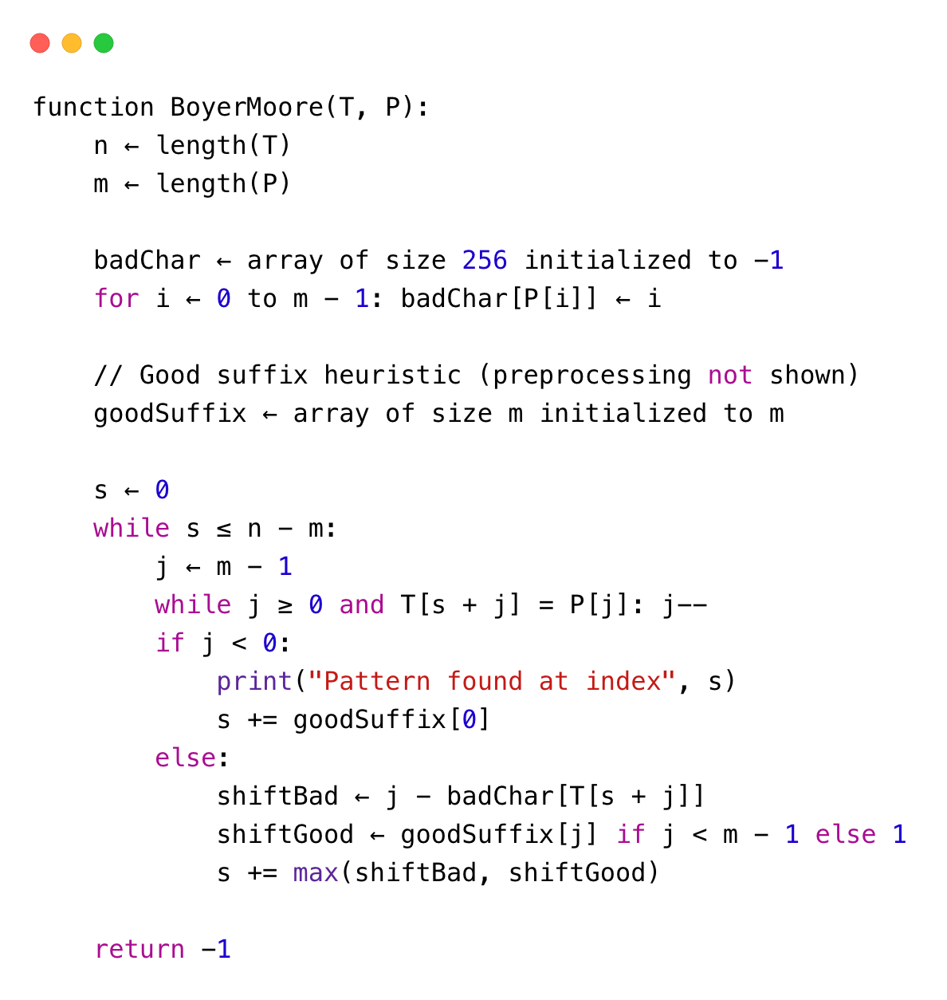 function BoyerMoore(T, P):
    n ← length(T)
    m ← length(P)

    badChar ← array of size 256 initialized to −1
    for i ← 0 to m − 1: badChar[P[i]] ← i

    // Good suffix heuristic (preprocessing not shown)
    goodSuffix ← array of size m initialized to m

    s ← 0
    while s ≤ n − m:
        j ← m − 1
        while j ≥ 0 and T[s + j] = P[j]: j−−
        if j < 0:
            print("Pattern found at index", s)
            s += goodSuffix[0]
        else:
            shiftBad ← j − badChar[T[s + j]]
            shiftGood ← goodSuffix[j] if j < m − 1 else 1
            s += max(shiftBad, shiftGood)

    return −1